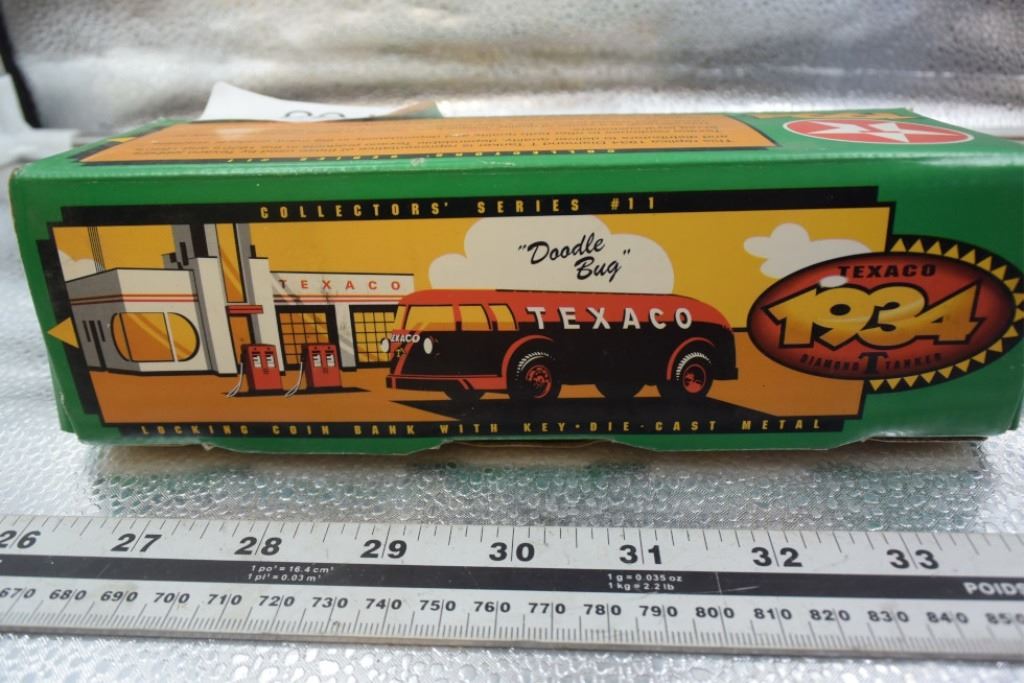 COLLECTORS' SERIES #11
"Doodle
Bug"
TEXACO
TEXACO
TEXACO
TEXACO
1934
DIAMOND T TANKER
LOCKING COIN BANK WITH KEY • DIE-CAST METAL
26 27 28 29 30 31 32 33
1 po³ = 16.4 cm³
1 pi³ = 0.03 m³
1 g = 0.035 oz
1 kg = 2.2 lb
POIDS
670 680 690 700 710 720 730 740 750 760 770 780 790 800 810 820 830 840 850